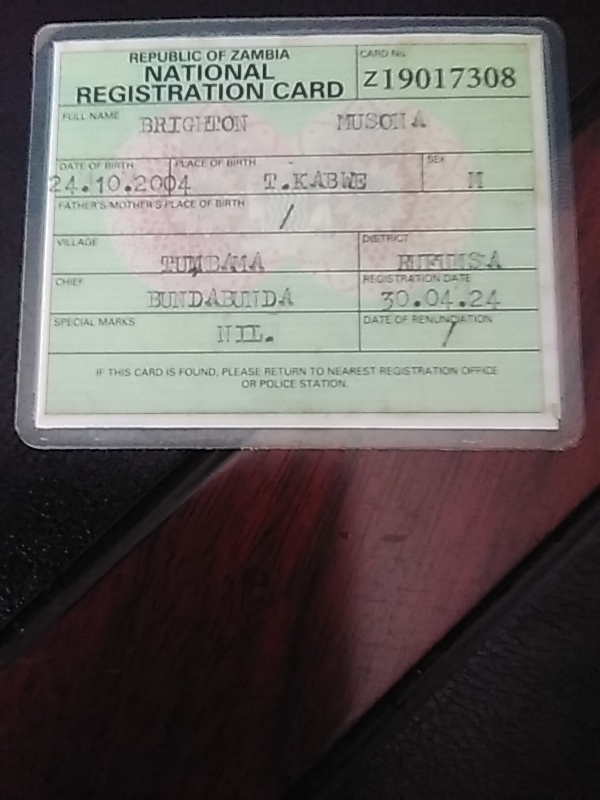 REPUBLIC OF ZAMBIA
NATIONAL
REGISTRATION CARD
CARD No.
Z19017308
FULL NAME
BRIGHTON MUSONA
DATE OF BIRTH
24.10.2004
PLACE OF BIRTH
T.KABWE
SEX
M
FATHER'S/MOTHER'S PLACE OF BIRTH
/
VILLAGE
TUMBAMA
DISTRICT
RUFUNSA
CHIEF
BUNDABUNDA
REGISTRATION DATE
30.04.24
SPECIAL MARKS
NIL.
DATE OF RENUNCIATION
/
IF THIS CARD IS FOUND, PLEASE RETURN TO NEAREST REGISTRATION OFFICE
OR POLICE STATION.